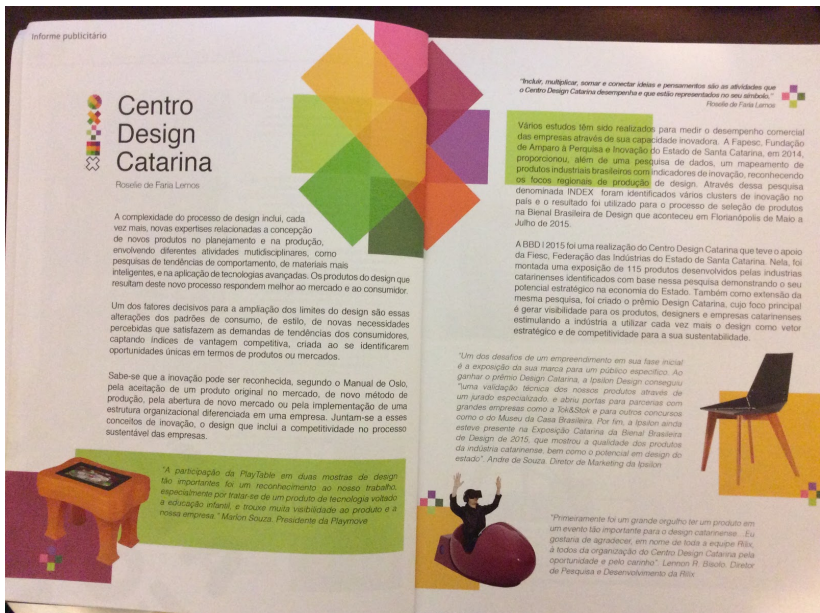 Informe publicitário
Centro
Design
Catarina
Roselie de Faria Lemos
A complexidade do processo de design inclui, cada
vez mais, novas expertises relacionadas a concepção
de novos produtos no planejamento e na produção,
envolvendo diferentes atividades multidisciplinares, como
pesquisas de tendências de comportamento, de materiais mais
inteligentes, e na aplicação de tecnologias avançadas. Os produtos do design que
resultam deste novo processo respondem melhor ao mercado e ao consumidor.
Um dos fatores decisivos para a ampliação dos limites do design são essas
alterações dos padrões de consumo, de estilo, de novas necessidades
percebidas que satisfazem as demandas de tendências dos consumidores,
captando índices de vantagem competitiva, criada ao se identificarem
oportunidades únicas em termos de produtos ou mercados.
Sabe-se que a inovação pode ser reconhecida, segundo o Manual de Oslo,
pela aceitação de um produto original no mercado, de novo método de
produção, pela abertura de novo mercado ou pela implementação de uma
estrutura organizacional diferenciada em uma empresa. Juntam-se a esses
conceitos de inovação, o design que inclui a competitividade no processo
sustentável das empresas.
"A participação da PlayTable em duas mostras de design
tão importantes foi um reconhecimento ao nosso trabalho,
especialmente por tratar-se de um produto de tecnologia voltado
a educação infantil, e trouxe muita visibilidade ao produto e a
nossa empresa." Marlon Souza. Presidente da Playmove
"Incluir, multiplicar, somar e conectar ideias e pensamentos são as atividades que
o Centro Design Catarina desempenha e que estão representados no seu símbolo."
Roselie de Faria Lemos
Vários estudos têm sido realizados para medir o desempenho comercial
das empresas através de sua capacidade inovadora. A Fapesc, Fundação
de Amparo à Perquisa e Inovação do Estado de Santa Catarina, em 2014,
proporcionou, além de uma pesquisa de dados, um mapeamento de
produtos industriais brasileiros com indicadores de inovação, reconhecendo
os focos regionais de produção de design. Através dessa pesquisa
denominada INDEX foram identificados vários clusters de inovação no
país e o resultado foi utilizado para o processo de seleção de produtos
na Bienal Brasileira de Design que aconteceu em Florianópolis de Maio a
Julho de 2015.
A BBD I 2015 foi uma realização do Centro Design Catarina que teve o apoio
da Fiesc, Federação das Indústrias do Estado de Santa Catarina. Nela, foi
montada uma exposição de 115 produtos desenvolvidos pelas industrias
catarinenses identificados com base nessa pesquisa demonstrando o seu
potencial estratégico na economia do Estado. Também como extensão da
mesma pesquisa, foi criado o prêmio Design Catarina, cujo foco principal
é gerar visibilidade para os produtos, designers e empresas catarinenses
estimulando a indústria a utilizar cada vez mais o design como vetor
estratégico e de competitividade para a sua sustentabilidade.
"Um dos desafios de um empreendimento em sua fase inicial
é a exposição da sua marca para um público específico. Ao
ganhar o prêmio Design Catarina, a Ipsilon Design conseguiu
"uma validação técnica dos nossos produtos através de
um jurado especializado, e abriu portas para parcerias com
grandes empresas como a Tok&Stok e para outros concursos
como o do Museu da Casa Brasileira. Por fim, a Ipsilon ainda
esteve presente na Exposição Catarina da Bienal Brasileira
de Design de 2015, que mostrou a qualidade dos produtos
da indústria catarinense, bem como o potencial em design do
estado". Andre de Souza. Diretor de Marketing da Ipsilon
"Primeiramente foi um grande orgulho ter um produto em
um evento tão importante para o design catarinense...Eu
gostaria de agradecer, em nome de toda a equipe Rilix,
à todos da organização do Centro Design Catarina pela
oportunidade e pelo carinho". Lennon R. Bisolo. Diretor
de Pesquisa e Desenvolvimento da Rilix